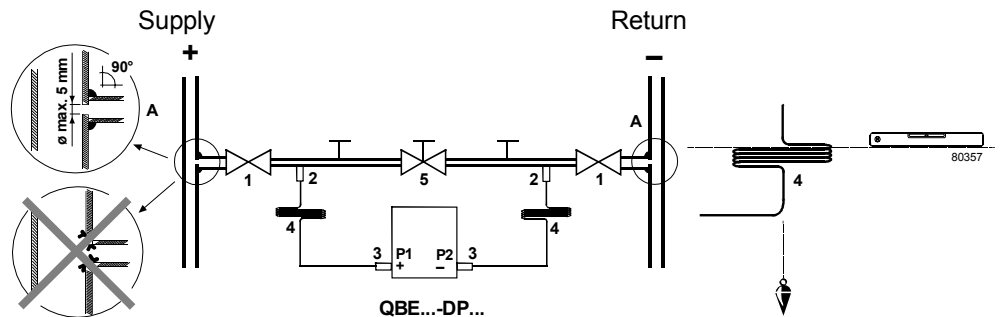 Supply
Return
+
–
90°
ø max. 5 mm
A
A
1
2
5
2
1
4
4
3
P1
+
P2
–
3
QBE...-DP...
80357
4